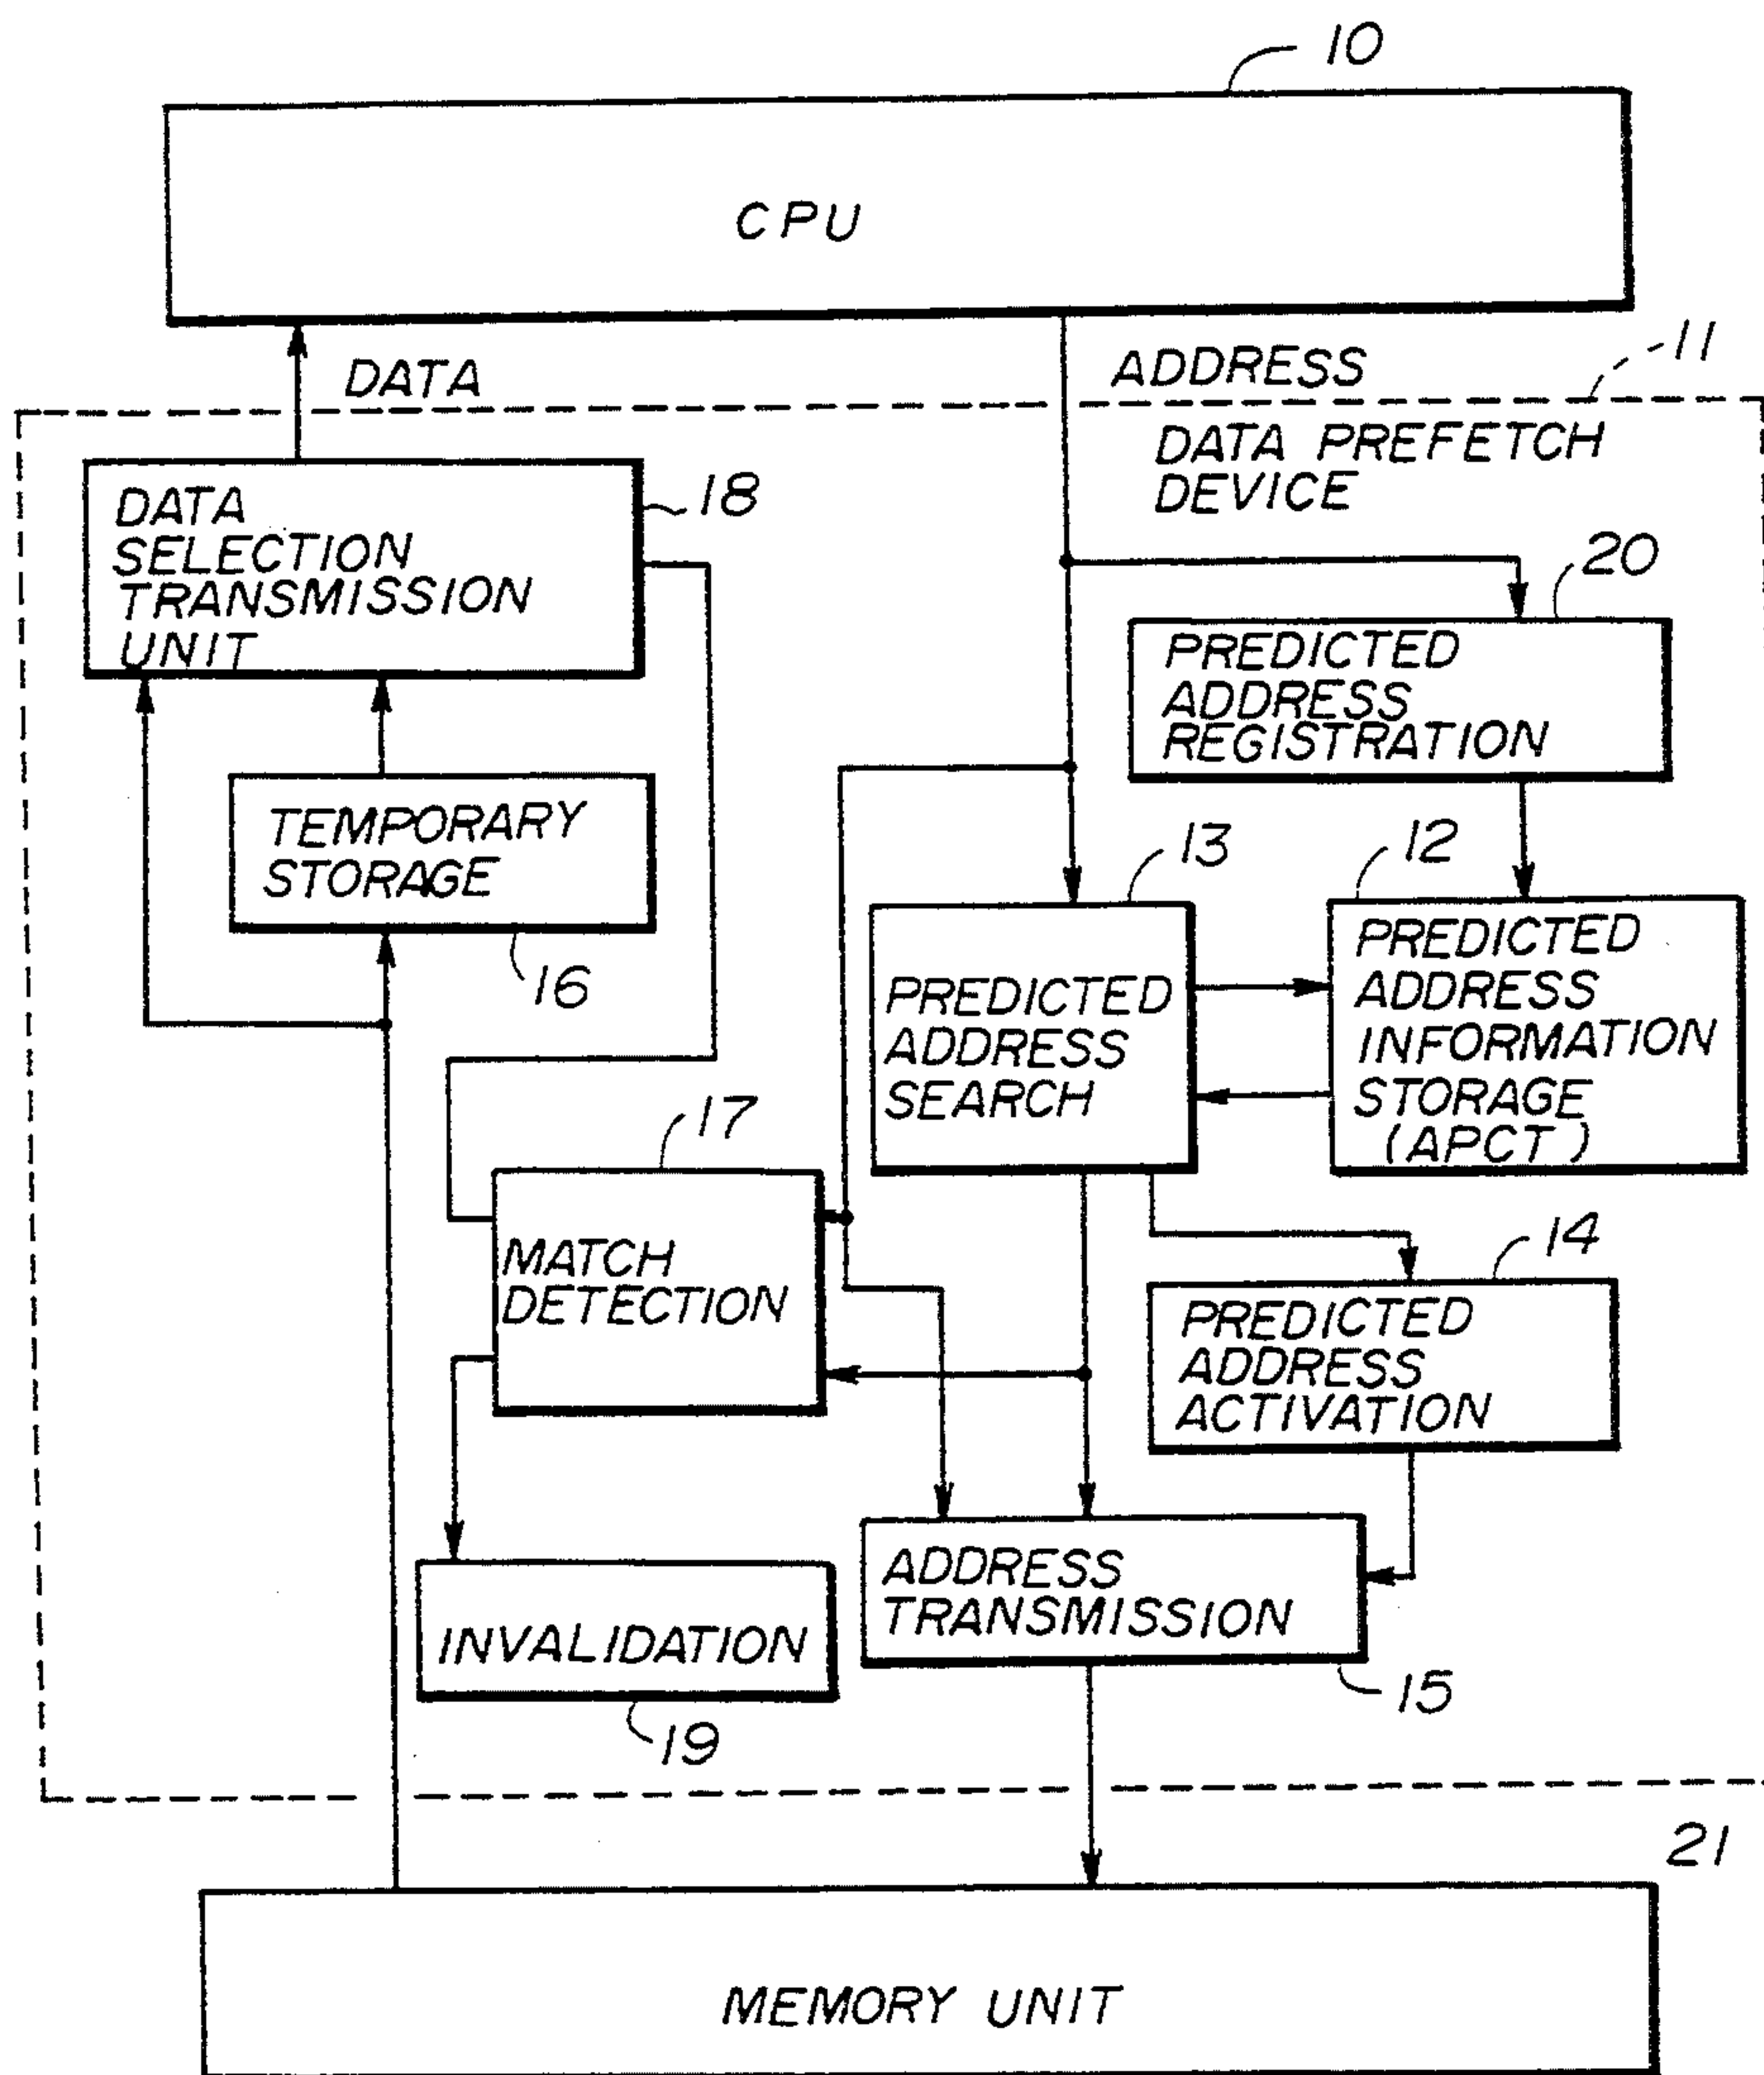 10
CPU
DATA
ADDRESS
11
DATA PREFETCH
DEVICE
18
DATA
SELECTION
TRANSMISSION
UNIT
20
PREDICTED
ADDRESS
REGISTRATION
TEMPORARY
STORAGE
16
13
12
PREDICTED
ADDRESS
SEARCH
PREDICTED
ADDRESS
INFORMATION
STORAGE
(APCT)
17
MATCH
DETECTION
14
PREDICTED
ADDRESS
ACTIVATION
ADDRESS
TRANSMISSION
15
INVALIDATION
19
21
MEMORY UNIT